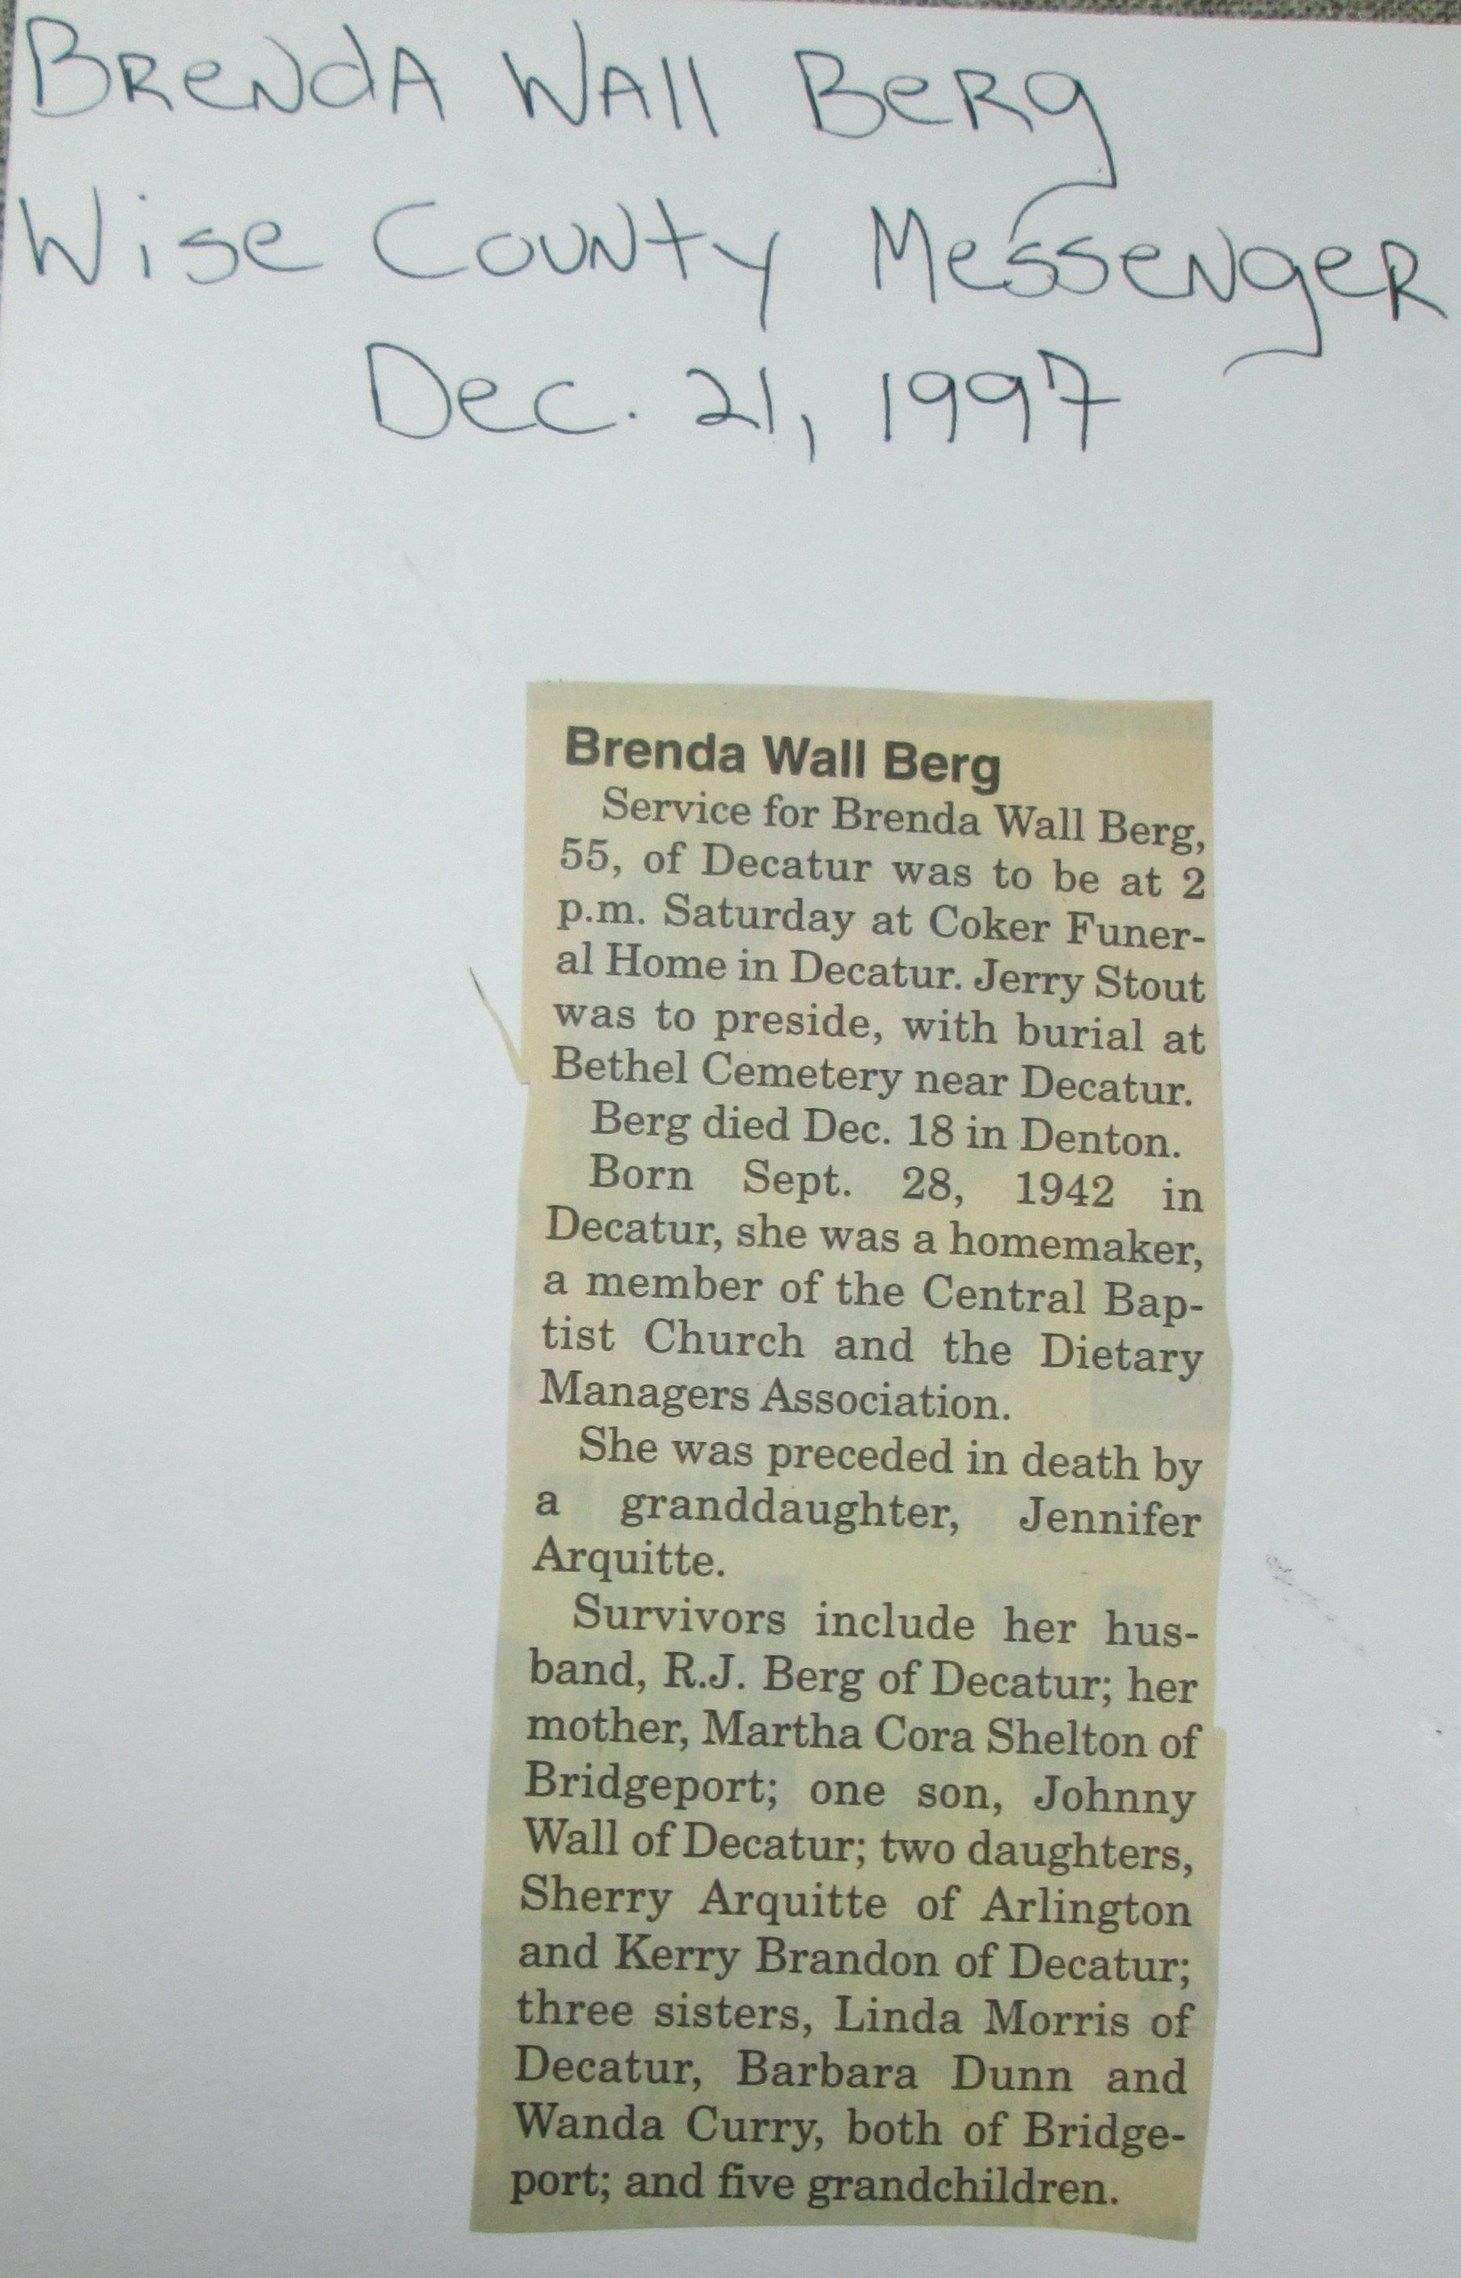 Brenda Wall Berg
Wise County Messenger
Dec. 21, 1997
Brenda Wall Berg
Service for Brenda Wall Berg,
55, of Decatur was to be at 2
p.m. Saturday at Coker Funer-
al Home in Decatur. Jerry Stout
was to preside, with burial at
Bethel Cemetery near Decatur.
Berg died Dec. 18 in Denton.
Born Sept. 28, 1942 in
Decatur, she was a homemaker,
a member of the Central Bap-
tist Church and the Dietary
Managers Association.
She was preceded in death by
a granddaughter, Jennifer
Arquitte.
Survivors include her hus-
band, R.J. Berg of Decatur; her
mother, Martha Cora Shelton of
Bridgeport; one son, Johnny
Wall of Decatur; two daughters,
Sherry Arquitte of Arlington
and Kerry Brandon of Decatur;
three sisters, Linda Morris of
Decatur, Barbara Dunn and
Wanda Curry, both of Bridge-
port; and five grandchildren.